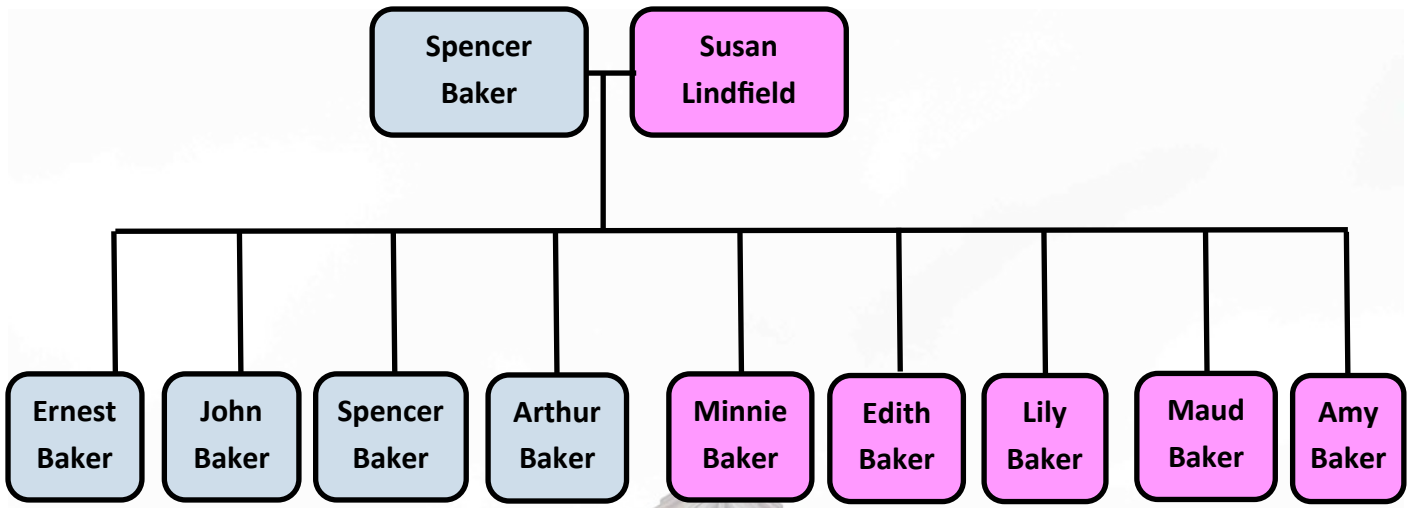 Spencer
Baker
Susan
Lindfield
Ernest
Baker
John
Baker
Spencer
Baker
Arthur
Baker
Minnie
Baker
Edith
Baker
Lily
Baker
Maud
Baker
Amy
Baker